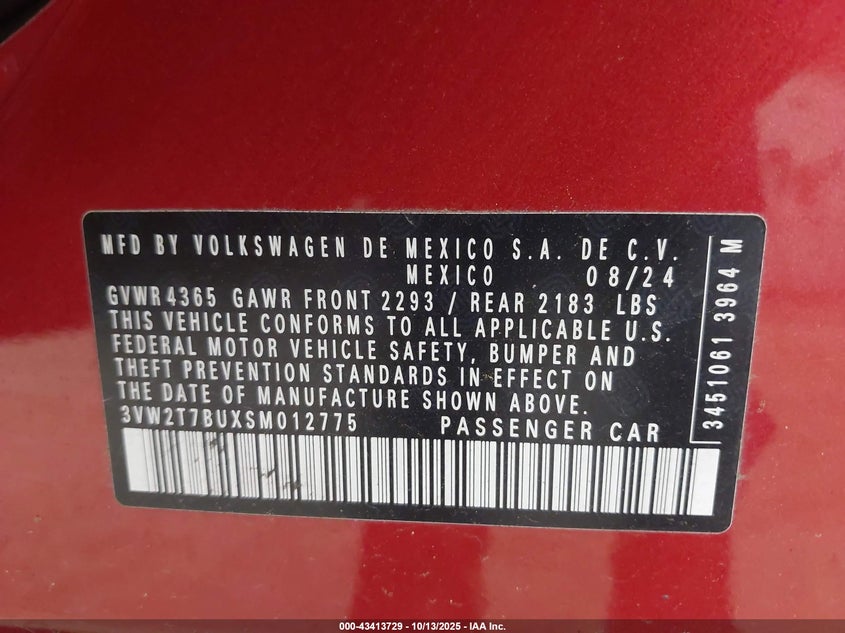 MFD BY VOLKSWAGEN DE MEXICO S.A. DE C.V.
MEXICO 08/24
GVWR 4365 GAWR FRONT 2293 / REAR 2183 LBS
THIS VEHICLE CONFORMS TO ALL APPLICABLE U.S.
FEDERAL MOTOR VEHICLE SAFETY, BUMPER AND
THEFT PREVENTION STANDARDS IN EFFECT ON
THE DATE OF MANUFACTURE SHOWN ABOVE.
3VW2T7BUXSM012775 PASSENGER CAR
3451061 3964 M
000-43413729 - 10/13/2025 - IAA Inc.